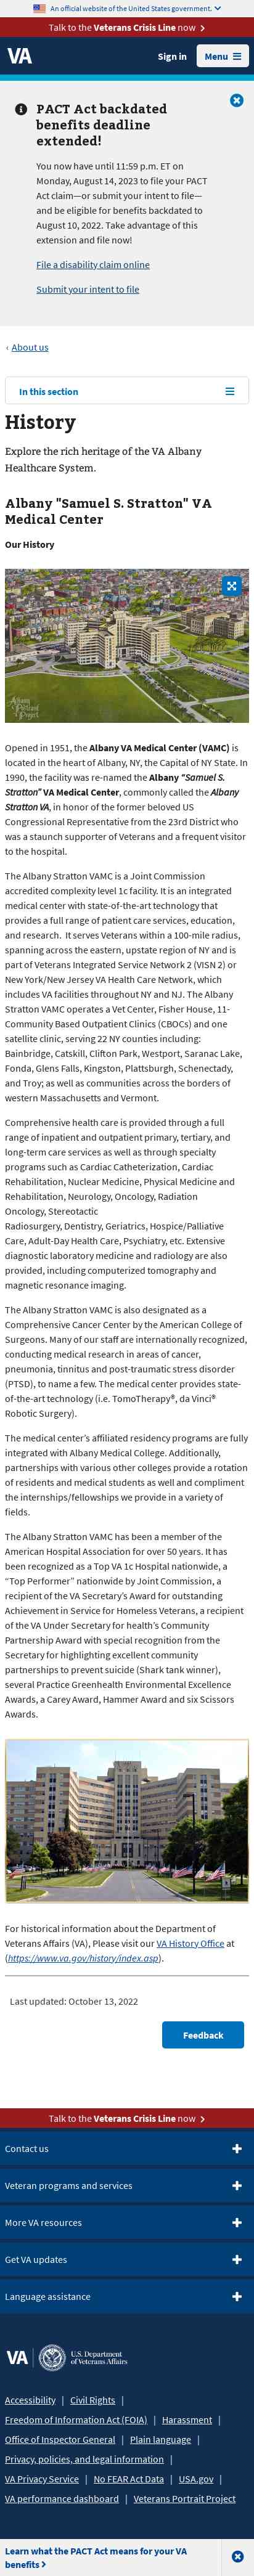 An official website of the United States government.
Talk to the Veterans Crisis Line now
VA
Sign in
Menu
PACT Act backdated
benefits deadline
extended!
You now have until 11:59 p.m. ET on
Monday, August 14, 2023 to file your PACT
Act claim—or submit your intent to file—
and be eligible for benefits backdated to
August 10, 2022. Take advantage of this
extension and file now!
File a disability claim online
Submit your intent to file
‹ About us
In this section
History
Explore the rich heritage of the VA Albany
Healthcare System.
Albany "Samuel S. Stratton" VA
Medical Center
Our History
Albany
Postcard
Project
Opened in 1951, the Albany VA Medical Center (VAMC) is
located in the heart of Albany, NY, the Capital of NY State. In
1990, the facility was re-named the Albany “Samuel S.
Stratton” VA Medical Center, commonly called the Albany
Stratton VA, in honor of the former beloved US
Congressional Representative from the 23rd District who
was a staunch supporter of Veterans and a frequent visitor
to the hospital.
The Albany Stratton VAMC is a Joint Commission
accredited complexity level 1c facility. It is an integrated
medical center with state-of-the-art technology that
provides a full range of patient care services, education,
and research. It serves Veterans within a 100-mile radius,
spanning across the eastern, upstate region of NY and is
part of Veterans Integrated Service Network 2 (VISN 2) or
New York/New Jersey VA Health Care Network, which
includes VA facilities throughout NY and NJ. The Albany
Stratton VAMC operates a Vet Center, Fisher House, 11-
Community Based Outpatient Clinics (CBOCs) and one
satellite clinic, serving 22 NY counties including:
Bainbridge, Catskill, Clifton Park, Westport, Saranac Lake,
Fonda, Glens Falls, Kingston, Plattsburgh, Schenectady,
and Troy; as well as communities across the borders of
western Massachusetts and Vermont.
Comprehensive health care is provided through a full
range of inpatient and outpatient primary, tertiary, and
long-term care services as well as through specialty
programs such as Cardiac Catheterization, Cardiac
Rehabilitation, Nuclear Medicine, Physical Medicine and
Rehabilitation, Neurology, Oncology, Radiation
Oncology, Stereotactic
Radiosurgery, Dentistry, Geriatrics, Hospice/Palliative
Care, Adult-Day Health Care, Psychiatry, etc. Extensive
diagnostic laboratory medicine and radiology are also
provided, including computerized tomography and
magnetic resonance imaging.
The Albany Stratton VAMC is also designated as a
Comprehensive Cancer Center by the American College of
Surgeons. Many of our staff are internationally recognized,
conducting medical research in areas of cancer,
pneumonia, tinnitus and post-traumatic stress disorder
(PTSD), to name a few. The medical center provides state-
of-the-art technology (i.e. TomoTherapy®, da Vinci®
Robotic Surgery).
The medical center’s affiliated residency programs are fully
integrated with Albany Medical College. Additionally,
partnerships with various other colleges provide a rotation
of residents and medical students as well and compliment
the internships/fellowships we provide in a variety of
fields.
The Albany Stratton VAMC has been a member of the
American Hospital Association for over 50 years. It has
been recognized as a Top VA 1c Hospital nationwide, a
“Top Performer” nationwide by Joint Commission, a
recipient of the VA Secretary’s Award for outstanding
Achievement in Service for Homeless Veterans, a recipient
of the VA Under Secretary for health’s Community
Partnership Award with special recognition from the
Secretary for highlighting excellent community
partnerships to prevent suicide (Shark tank winner),
several Practice Greenhealth Environmental Excellence
Awards, a Carey Award, Hammer Award and six Scissors
Awards.
For historical information about the Department of
Veterans Affairs (VA), Please visit our VA History Office at
(https://www.va.gov/history/index.asp).
Last updated: October 13, 2022
Feedback
Talk to the Veterans Crisis Line now
Contact us
Veteran programs and services
More VA resources
Get VA updates
Language assistance
VA
U.S. Department
of Veterans Affairs
Accessibility | Civil Rights |
Freedom of Information Act (FOIA) | Harassment |
Office of Inspector General | Plain language |
Privacy, policies, and legal information |
VA Privacy Service | No FEAR Act Data | USA.gov |
VA performance dashboard | Veterans Portrait Project
Learn what the PACT Act means for your VA
benefits